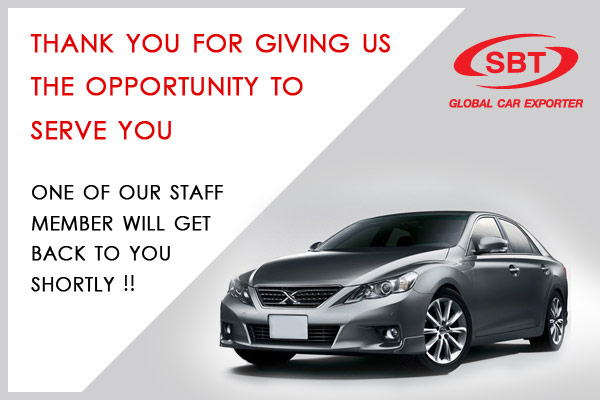 THANK YOU FOR GIVING US
THE OPPORTUNITY TO
SERVE YOU
ONE OF OUR STAFF
MEMBER WILL GET
BACK TO YOU
SHORTLY !!
SBT
GLOBAL CAR EXPORTER